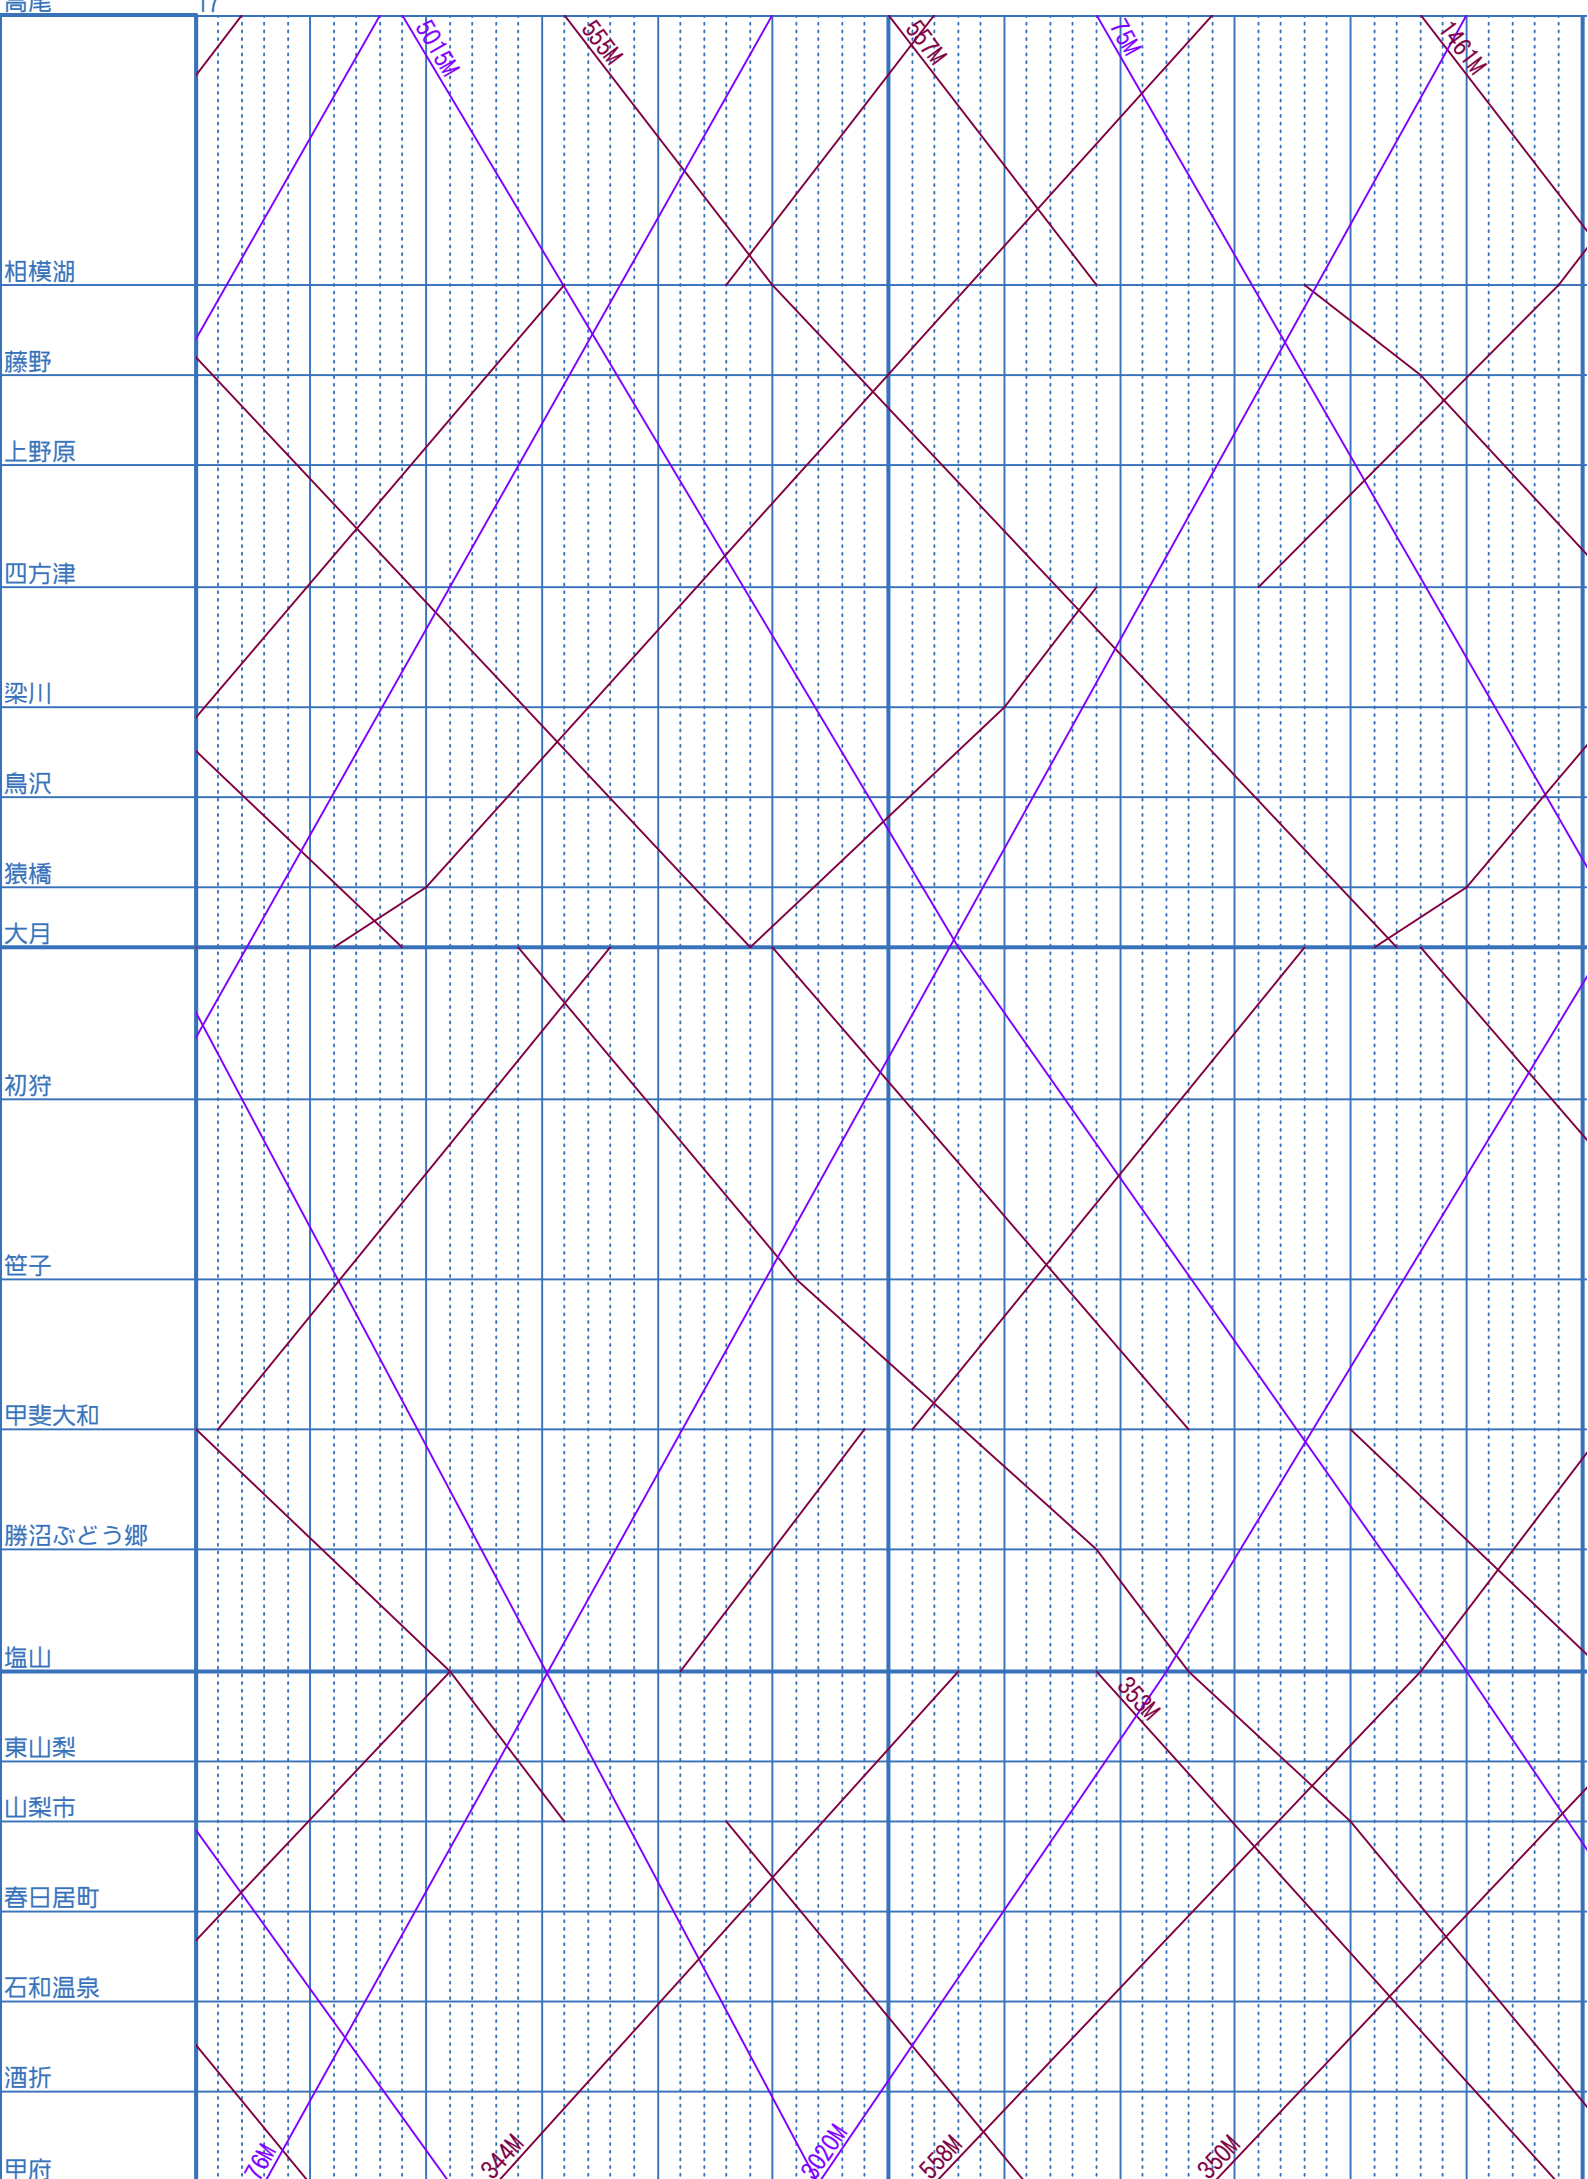 高尾 17
5015M 555M 557M 75M 1461M
相模湖
藤野
上野原
四方津
梁川
鳥沢
猿橋
大月
初狩
笹子
甲斐大和
勝沼ぶどう郷
塩山
353M
東山梨
山梨市
春日居町
石和温泉
酒折
甲府 76M 344M 3020M 558M 350M